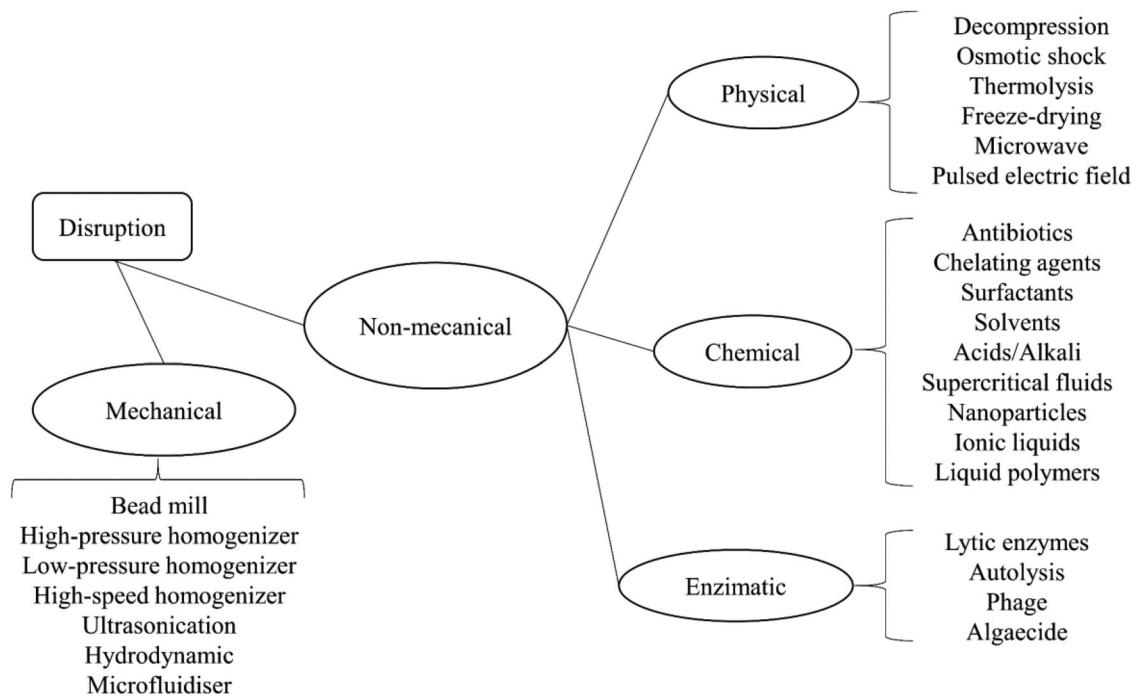 Disruption
Mechanical
Bead mill
High-pressure homogenizer
Low-pressure homogenizer
High-speed homogenizer
Ultrasonication
Hydrodynamic
Microfluidiser
Non-mecanical
Physical
Decompression
Osmotic shock
Thermolysis
Freeze-drying
Microwave
Pulsed electric field
Chemical
Antibiotics
Chelating agents
Surfactants
Solvents
Acids/Alkali
Supercritical fluids
Nanoparticles
Ionic liquids
Liquid polymers
Enzimatic
Lytic enzymes
Autolysis
Phage
Algaecide